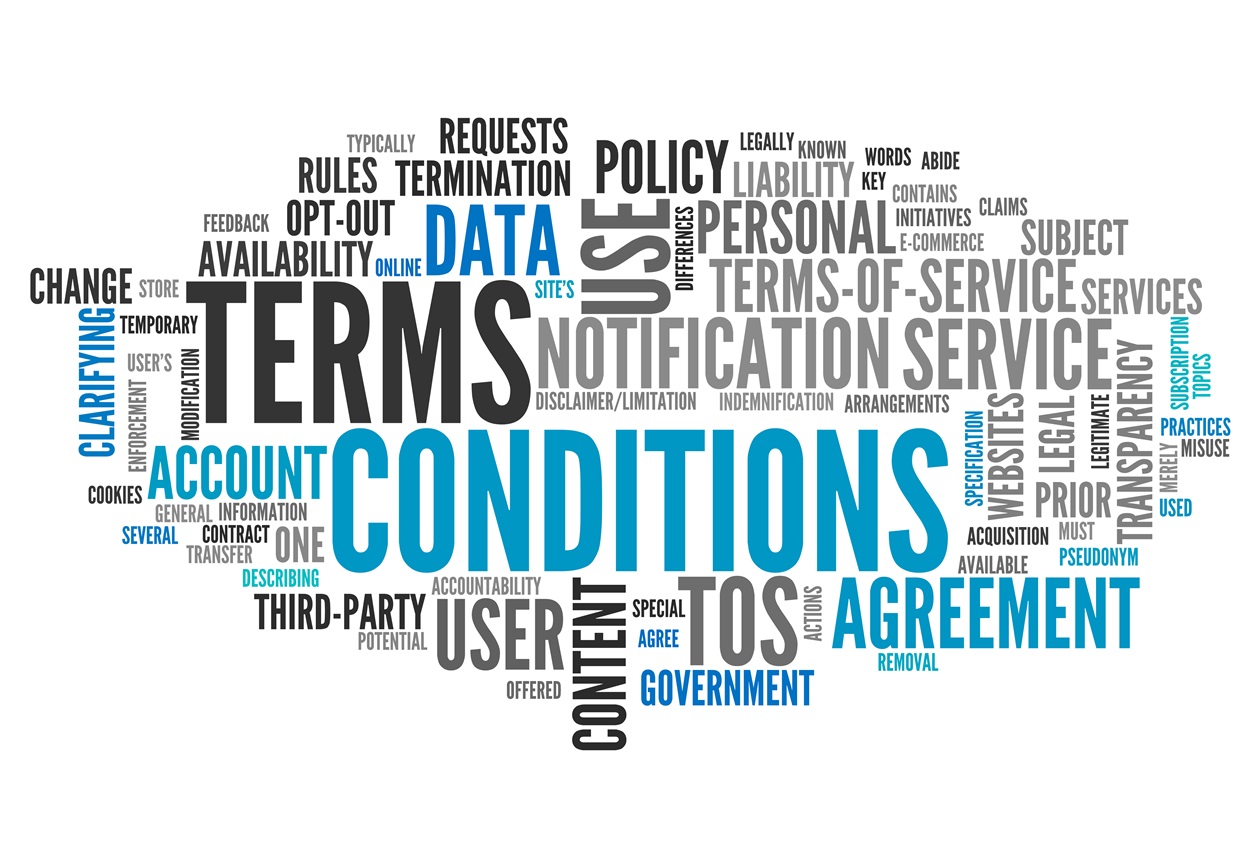 TYPICALLY
REQUESTS
RULES
TERMINATION
POLICY
LEGALLY
KNOWN
WORDS
ABIDE
LIABILITY
KEY
CONTAINS
FEEDBACK
OPT-OUT
DATA
USE
DIFFERENCES
PERSONAL
INITIATIVES
CLAIMS
E-COMMERCE
SUBJECT
AVAILABILITY
ONLINE
SITE'S
TERMS-OF-SERVICE
SERVICES
CHANGE
STORE
TERMS
CLARIFYING
TEMPORARY
USER'S
ENFORCEMENT
MODIFICATION
NOTIFICATION
SERVICE
DISCLAIMER/LIMITATION
INDEMNIFICATION
ARRANGEMENTS
SUBSCRIPTION
TOPICS
TRANSPARENCY
SPECIFICATION
WEBSITES
LEGAL
LEGITIMATE
PRACTICES
MISUSE
MERELY
USED
ACCOUNT
CONDITIONS
COOKIES
GENERAL
INFORMATION
PRIOR
SEVERAL
CONTRACT
TRANSFER
ONE
ACQUISITION
MUST
AVAILABLE
PSEUDONYM
DESCRIBING
ACCOUNTABILITY
THIRD-PARTY
POTENTIAL
USER
CONTENT
SPECIAL
AGREE
TOS
ACTIONS
AGREEMENT
REMOVAL
OFFERED
GOVERNMENT